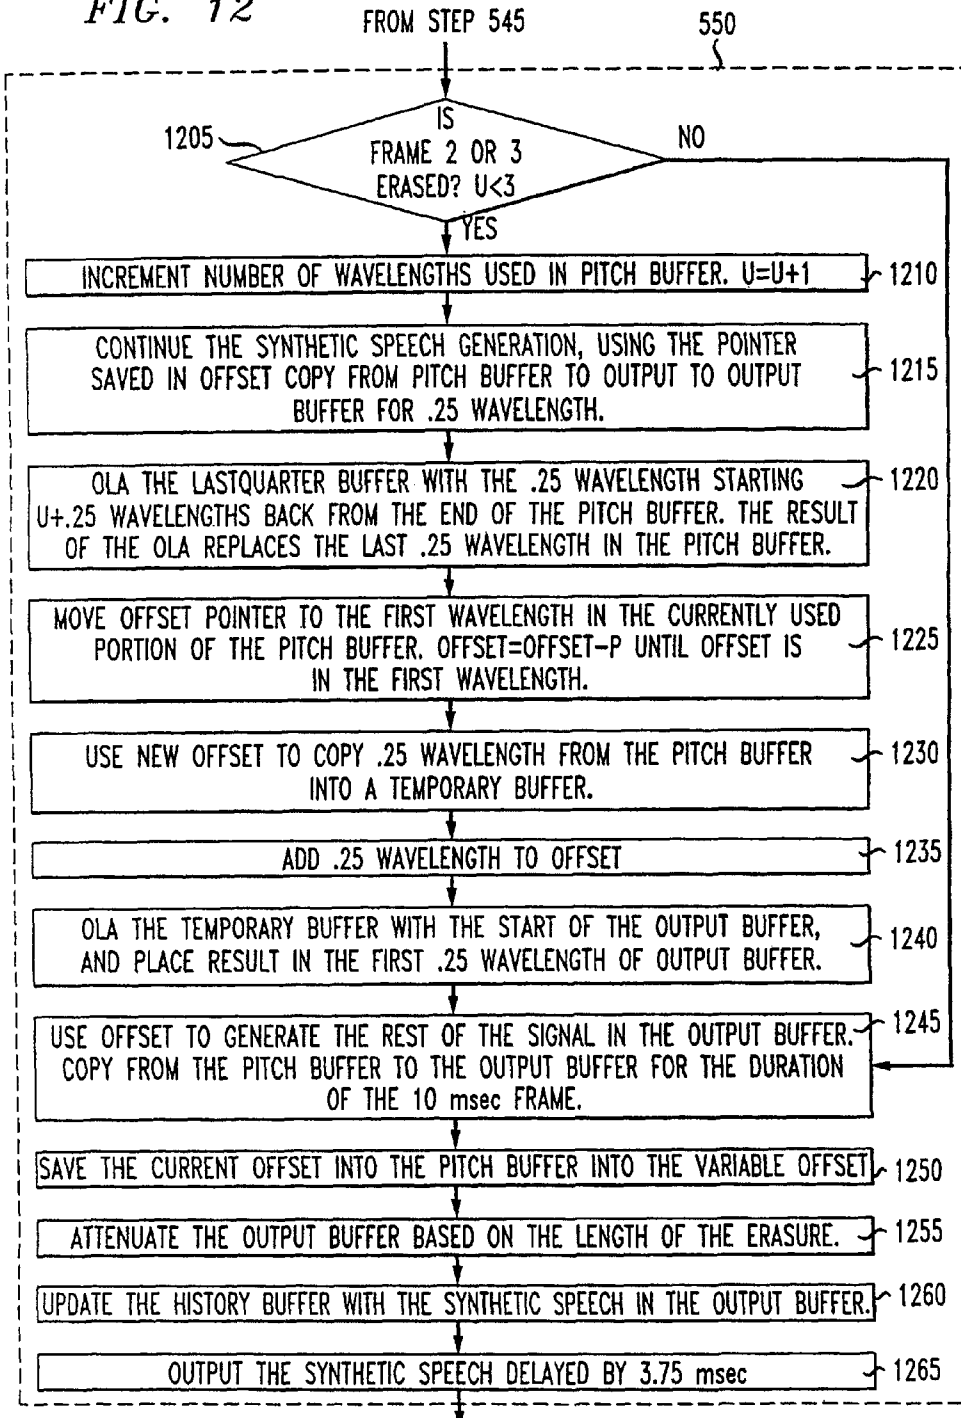 FIG. 12
FROM STEP 545
550
1205
IS
FRAME 2 OR 3
ERASED? U<3
NO
YES
INCREMENT NUMBER OF WAVELENGTHS USED IN PITCH BUFFER. U=U+1
1210
CONTINUE THE SYNTHETIC SPEECH GENERATION, USING THE POINTER
SAVED IN OFFSET COPY FROM PITCH BUFFER TO OUTPUT TO OUTPUT
BUFFER FOR .25 WAVELENGTH.
1215
OLA THE LASTQUARTER BUFFER WITH THE .25 WAVELENGTH STARTING
U+.25 WAVELENGTHS BACK FROM THE END OF THE PITCH BUFFER. THE RESULT
OF THE OLA REPLACES THE LAST .25 WAVELENGTH IN THE PITCH BUFFER.
1220
MOVE OFFSET POINTER TO THE FIRST WAVELENGTH IN THE CURRENTLY USED
PORTION OF THE PITCH BUFFER. OFFSET=OFFSET-P UNTIL OFFSET IS
IN THE FIRST WAVELENGTH.
1225
USE NEW OFFSET TO COPY .25 WAVELENGTH FROM THE PITCH BUFFER
INTO A TEMPORARY BUFFER.
1230
ADD .25 WAVELENGTH TO OFFSET
1235
OLA THE TEMPORARY BUFFER WITH THE START OF THE OUTPUT BUFFER,
AND PLACE RESULT IN THE FIRST .25 WAVELENGTH OF OUTPUT BUFFER.
1240
USE OFFSET TO GENERATE THE REST OF THE SIGNAL IN THE OUTPUT BUFFER.
COPY FROM THE PITCH BUFFER TO THE OUTPUT BUFFER FOR THE DURATION
OF THE 10 msec FRAME.
1245
SAVE THE CURRENT OFFSET INTO THE PITCH BUFFER INTO THE VARIABLE OFFSET
1250
ATTENUATE THE OUTPUT BUFFER BASED ON THE LENGTH OF THE ERASURE.
1255
UPDATE THE HISTORY BUFFER WITH THE SYNTHETIC SPEECH IN THE OUTPUT BUFFER.
1260
OUTPUT THE SYNTHETIC SPEECH DELAYED BY 3.75 msec
1265